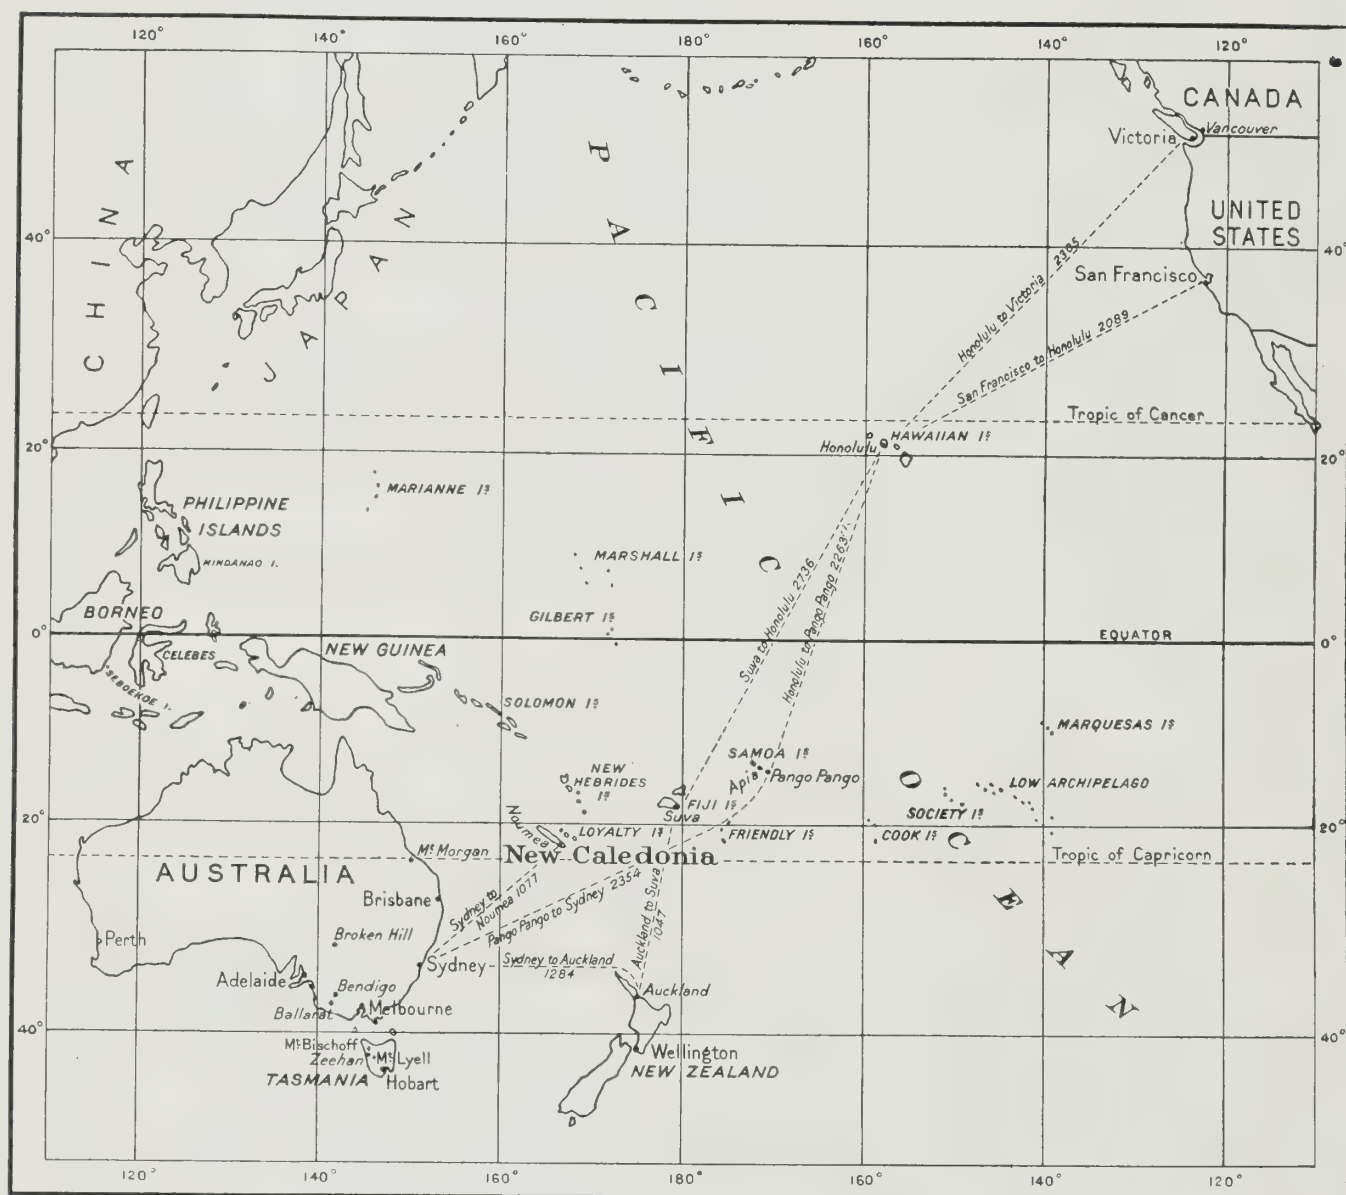 120° 140° 160° 180° 160° 140° 120°
CANADA
Vancouver
Victoria
PACIFIC OCEAN
CHINA
JAPAN
UNITED
STATES
40° 40°
San Francisco
Honolulu to Victoria 2385
San Francisco to Honolulu 2089
Tropic of Cancer
HAWAIIAN Iˢ
Honolulu
20° 20°
MARIANNE Iˢ
PHILIPPINE
ISLANDS
MINDANAO I.
MARSHALL Iˢ
Suva to Honolulu 2736
Honolulu to Pango Pango 2263
BORNEO
GILBERT Iˢ
0° EQUATOR 0°
CELEBES
NEW GUINEA
SEBOEKOE I.
SOLOMON Iˢ
MARQUESAS Iˢ
SAMOA Iˢ
Apia
Pango Pango
NEW
HEBRIDES
Iˢ
LOW ARCHIPELAGO
FIJI Iˢ
Suva
SOCIETY Iˢ
20° 20°
Noumea
LOYALTY Iˢ
FRIENDLY Iˢ
COOK Iˢ
Mᵗ Morgan
New Caledonia
Tropic of Capricorn
AUSTRALIA
Brisbane
Sydney to
Noumea 1077
Pango Pango to Sydney 2354
Auckland to Suva
1047
Perth
Broken Hill
Sydney
Sydney to Auckland
1284
Adelaide
Bendigo
Ballarat
Melbourne
Auckland
40° 40°
Mᵗ Bischoff
Zeehan
Mᵗ Lyell
TASMANIA
Hobart
Wellington
NEW ZEALAND
120° 140° 160° 180° 160° 140° 120°